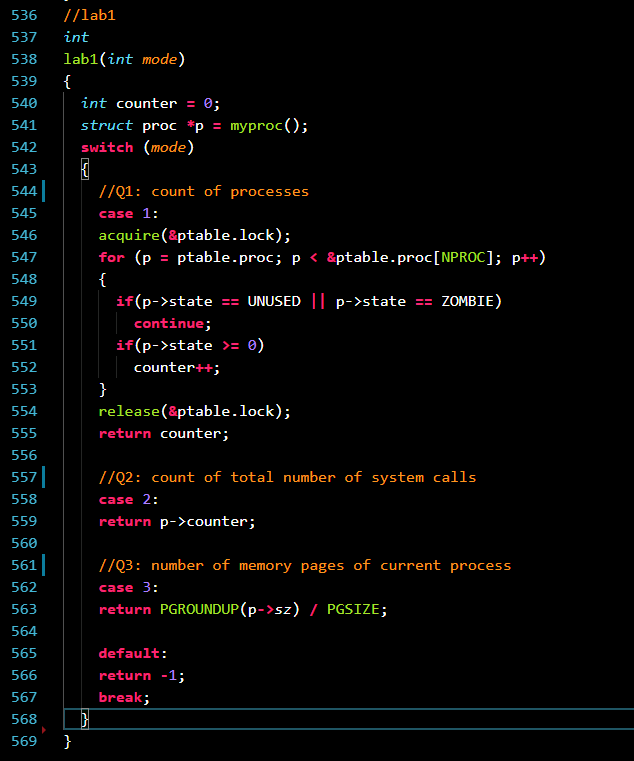 536 //lab1
537 int
538 lab1(int mode)
539 {
540   int counter = 0;
541   struct proc *p = myproc();
542   switch (mode)
543   {
544     //Q1: count of processes
545     case 1:
546     acquire(&ptable.lock);
547     for (p = ptable.proc; p < &ptable.proc[NPROC]; p++)
548     {
549       if(p->state == UNUSED || p->state == ZOMBIE)
550         continue;
551       if(p->state >= 0)
552         counter++;
553     }
554     release(&ptable.lock);
555     return counter;
556
557     //Q2: count of total number of system calls
558     case 2:
559     return p->counter;
560
561     //Q3: number of memory pages of current process
562     case 3:
563     return PGROUNDUP(p->sz) / PGSIZE;
564
565     default:
566     return -1;
567     break;
568   }
569 }